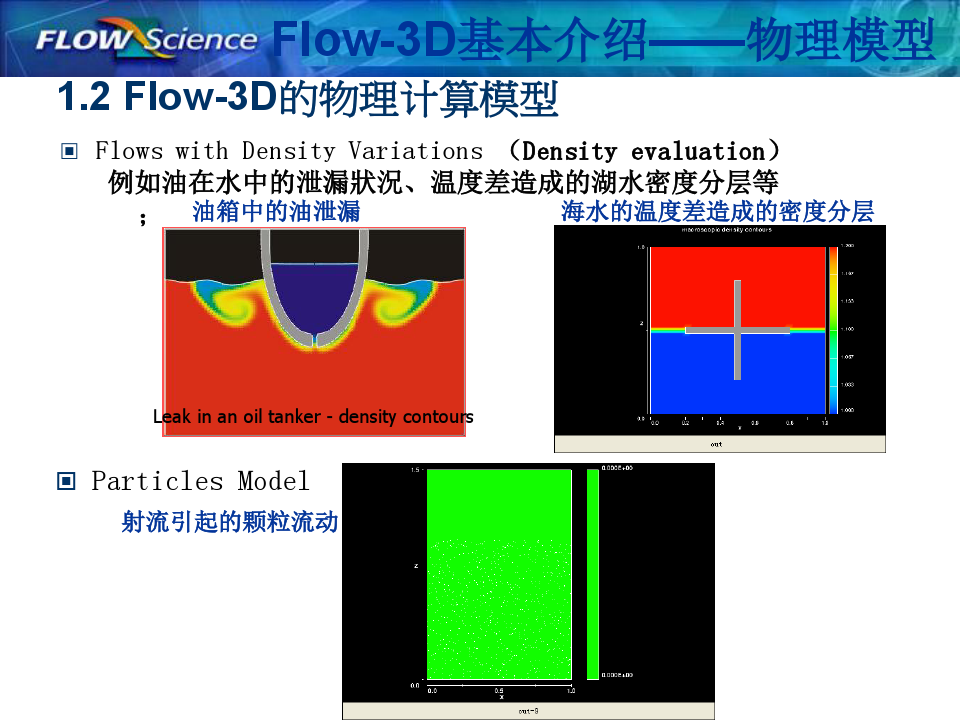 FLOW Science
Flow-3D基本介绍——物理模型
1.2 Flow-3D的物理计算模型
Flows with Density Variations （Density evaluation）
例如油在水中的泄漏狀况、温度差造成的湖水密度分层等
；
油箱中的油泄漏
海水的温度差造成的密度分层
Leak in an oil tanker - density contours
macroscopic density contours
1.0
z
0.0
0.0 0.2 0.4 0.6 0.8 1.0
x
1.200
1.167
1.133
1.100
1.067
1.033
1.000
out
Particles Model
射流引起的颗粒流动
1.5
z
0.0
0.0 0.5 1.0
x
0.000E+00
0.000E+00
out-9